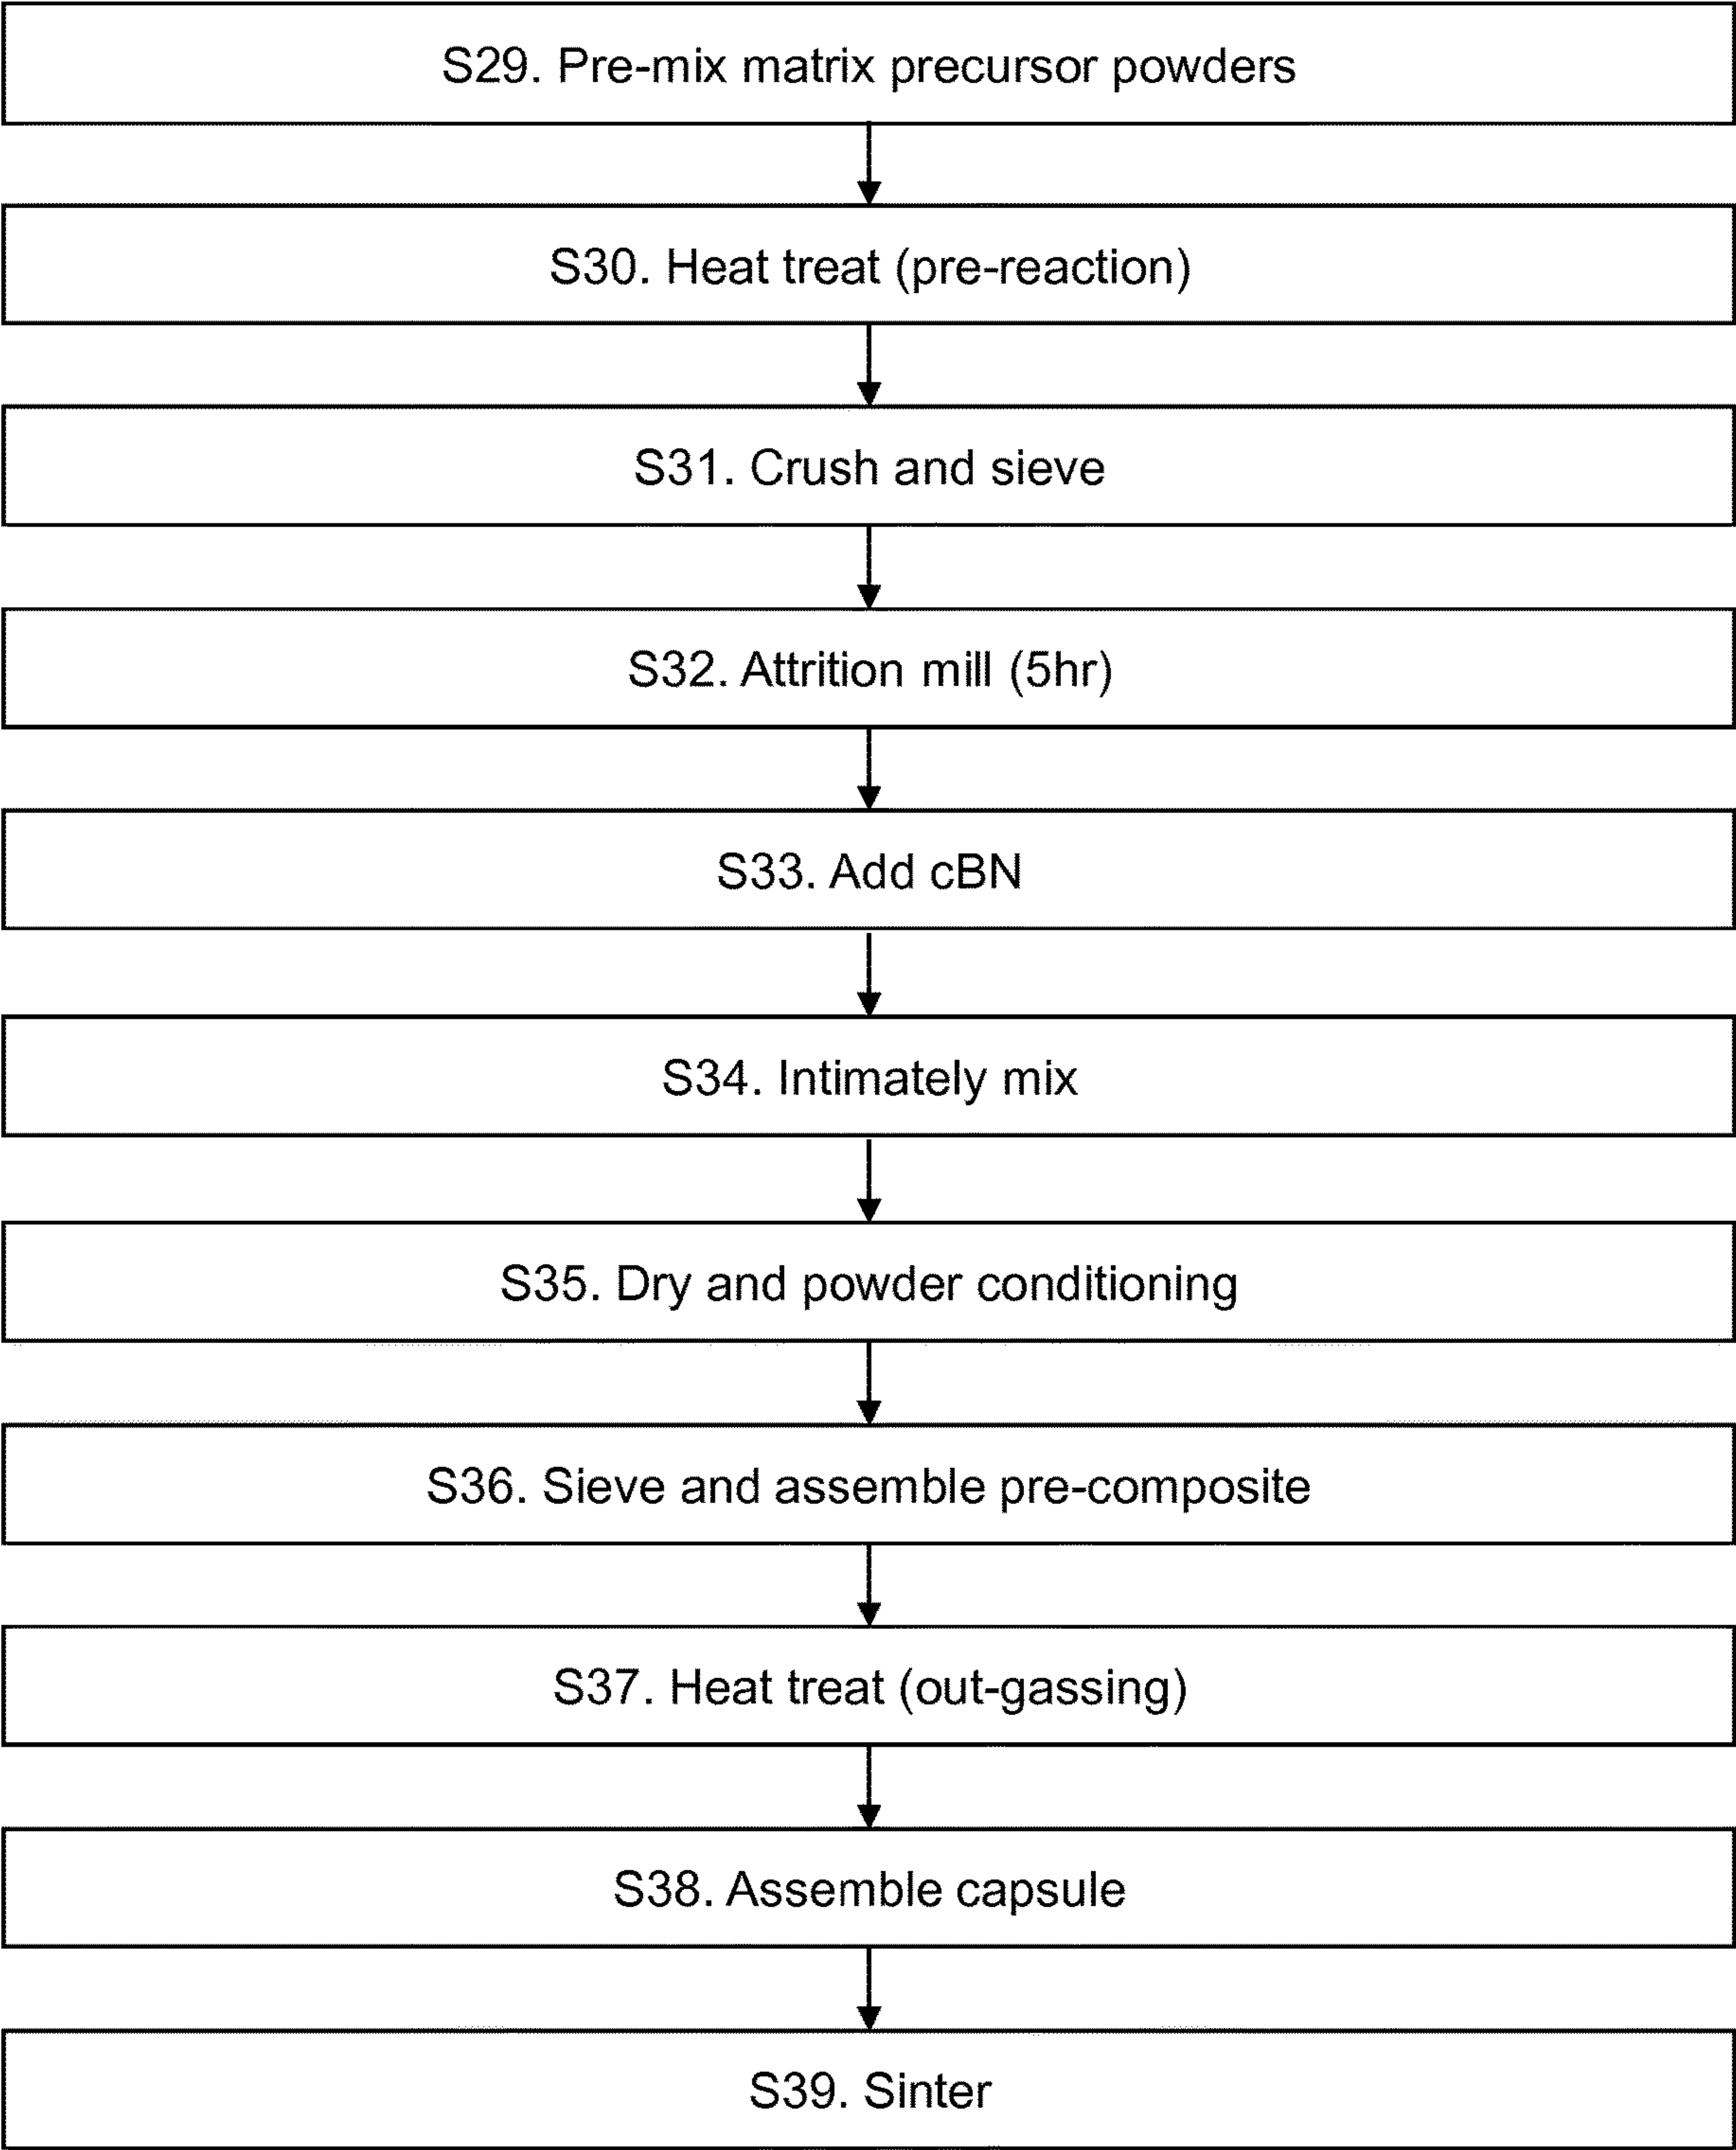 S29. Pre-mix matrix precursor powders
S30. Heat treat (pre-reaction)
S31. Crush and sieve
S32. Attrition mill (5hr)
S33. Add cBN
S34. Intimately mix
S35. Dry and powder conditioning
S36. Sieve and assemble pre-composite
S37. Heat treat (out-gassing)
S38. Assemble capsule
S39. Sinter